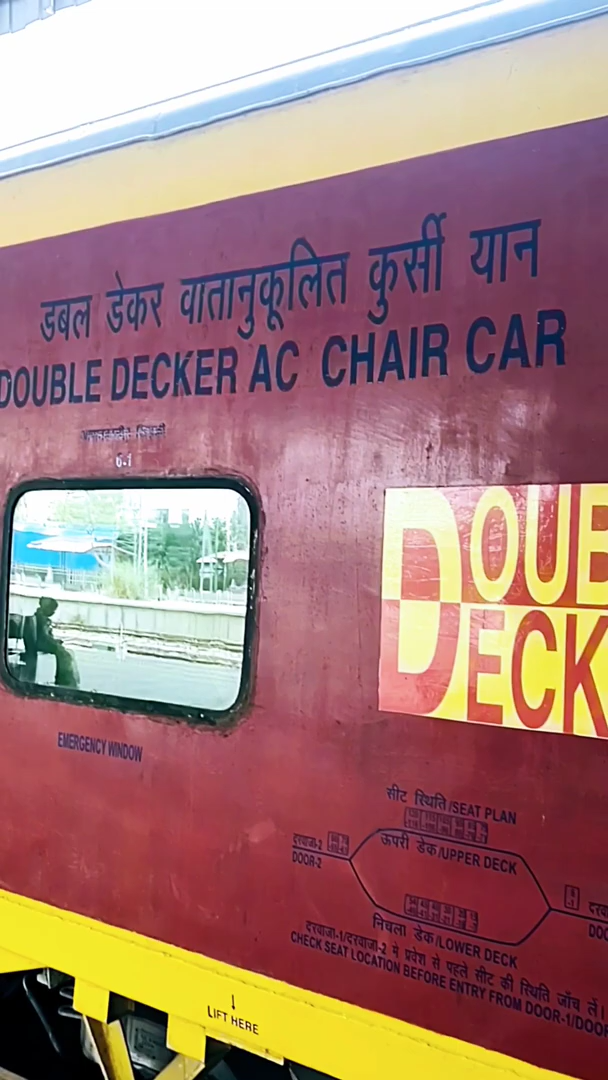 डबल डेकर वातानुकूलित कुर्सी यान
DOUBLE DECKER AC CHAIR CAR
DOUB
DECK
EMERGENCY WINDOW
सीट स्थिति/SEAT PLAN
दरवाजा-2
DOOR-2
ऊपरी डेक/UPPER DECK
निचला डेक/LOWER DECK
दरवाजा-1/दरवाजा-2 मे प्रवेश से पहले सीट की स्थिति जाँच लें।
CHECK SEAT LOCATION BEFORE ENTRY FROM DOOR-1/DOOR
↓
LIFT HERE